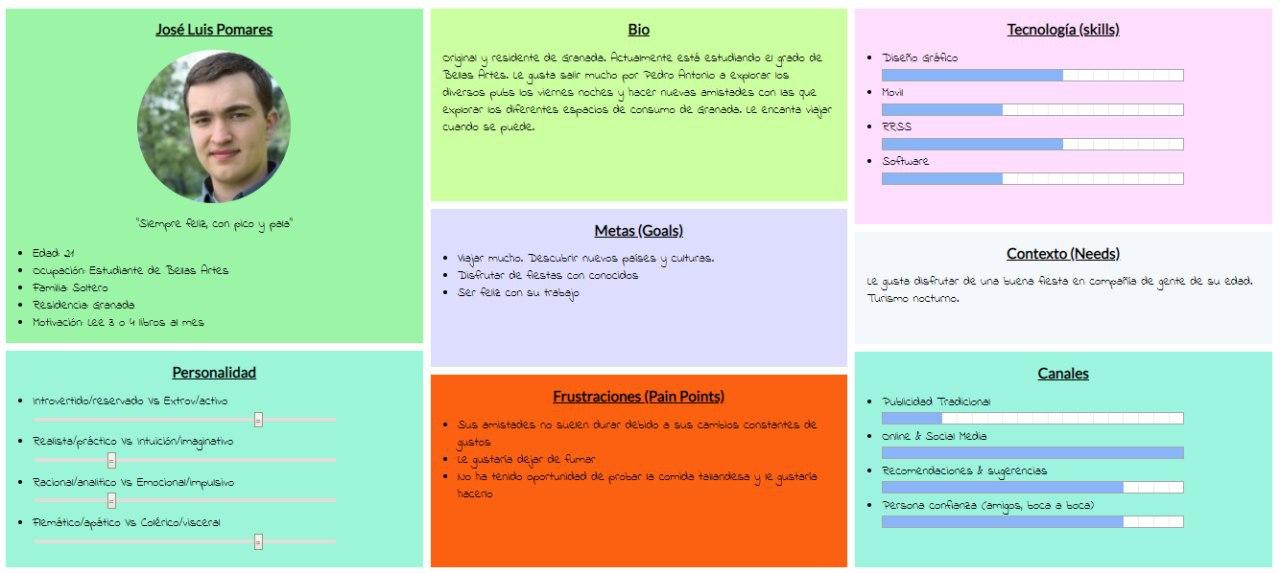 José Luis Pomares
"Siempre feliz, con pico y pala"
Edad: 21
Ocupación: Estudiante de Bellas Artes
Familia: Soltero
Residencia: Granada
Motivación: Lee 3 o 4 libros al mes
Personalidad
Introvertido/reservado Vs Extrov/activo
Realista/práctico Vs Intuición/imaginativo
Racional/analítico Vs Emocional/impulsivo
Flemático/apático Vs Colérico/visceral
Bio
Original y residente de Granada. Actualmente está estudiando el grado de
Bellas Artes. Le gusta salir mucho por Pedro Antonio a explorar los
diversos pubs los viernes noches y hacer nuevas amistades con las que
explorar los diferentes espacios de consumo de Granada. Le encanta viajar
cuando se puede.
Metas (Goals)
Viajar mucho. Descubrir nuevos países y culturas.
Disfrutar de fiestas con conocidos
Ser feliz con su trabajo
Frustraciones (Pain Points)
Sus amistades no suelen durar debido a sus cambios constantes de
gustos
Le gustaría dejar de fumar
No ha tenido oportunidad de probar la comida tailandesa y le gustaría
hacerlo
Tecnología (skills)
Diseño Gráfico
Movil
RRSS
Software
Contexto (Needs)
Le gusta disfrutar de una buena fiesta en compañía de gente de su edad.
Turismo nocturno.
Canales
Publicidad Tradicional
Online & Social Media
Recomendaciones & sugerencias
Persona confianza (amigos, boca a boca)